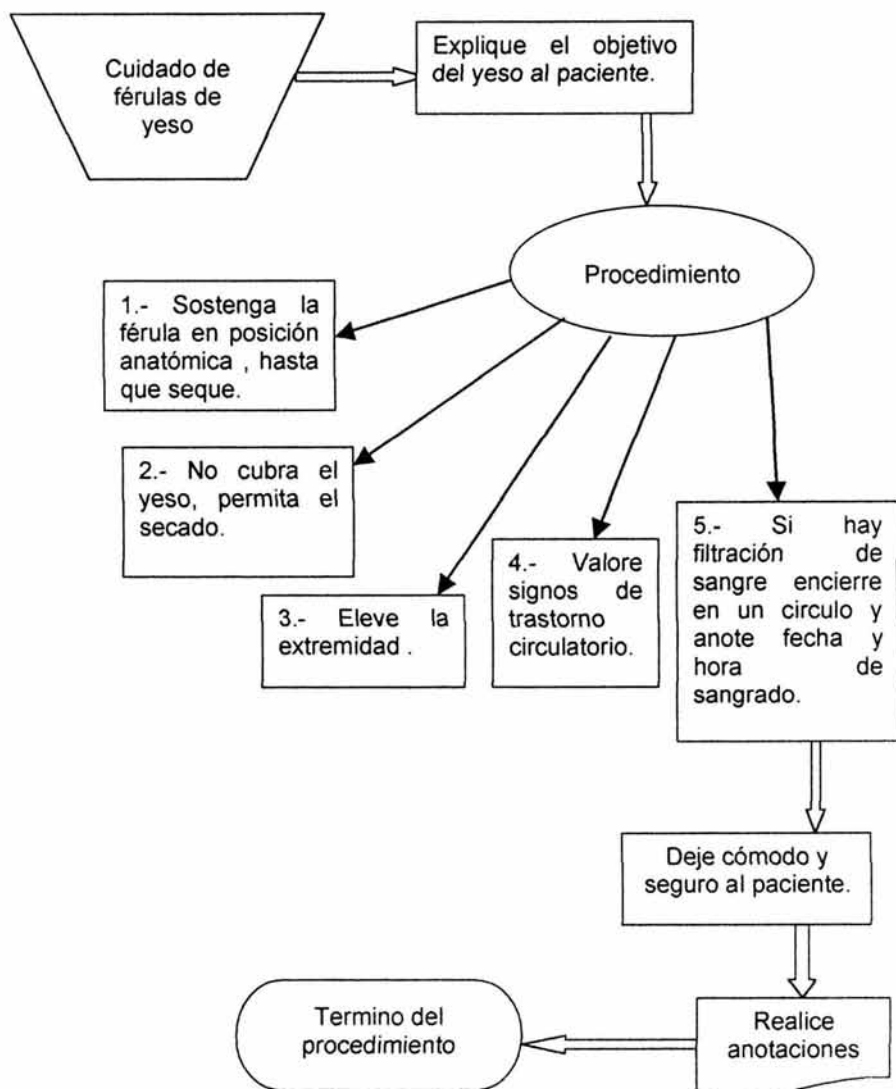 Cuidado de
férulas de
yeso
Explique el objetivo
del yeso al paciente.
Procedimiento
1.- Sostenga la
férula en posición
anatómica , hasta
que seque.
2.- No cubra el
yeso, permita el
secado.
3.- Eleve la
extremidad .
4.- Valore
signos de
trastorno
circulatorio.
5.- Si hay
filtración de
sangre encierre
en un circulo y
anote fecha y
hora de
sangrado.
Deje cómodo y
seguro al paciente.
Realice
anotaciones
Termino del
procedimiento